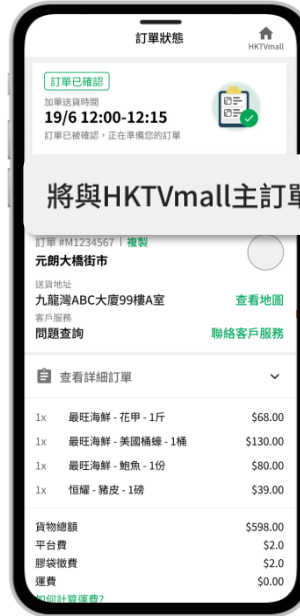 訂單狀態
HKTVmall
訂單已確認
加單送貨時間
19/6 12:00-12:15
訂單已被確認，正在準備您的訂單
將與HKTVmall主訂單
訂單 #M1234567 | 複製
元朗大橋街市
送貨地址
九龍灣ABC大廈99樓A室 查看地圖
客戶服務
問題查詢 聯絡客戶服務
查看詳細訂單
1x 最旺海鮮 - 花甲 - 1斤 $68.00
1x 最旺海鮮 - 美國桶蠔 - 1桶 $130.00
1x 最旺海鮮 - 鮑魚 - 1份 $80.00
1x 恒耀 - 豬皮 - 1磅 $39.00
貨物總額 $598.00
平台費 $2.0
膠袋徵費 $2.0
運費 $0.00
如何計算運費?